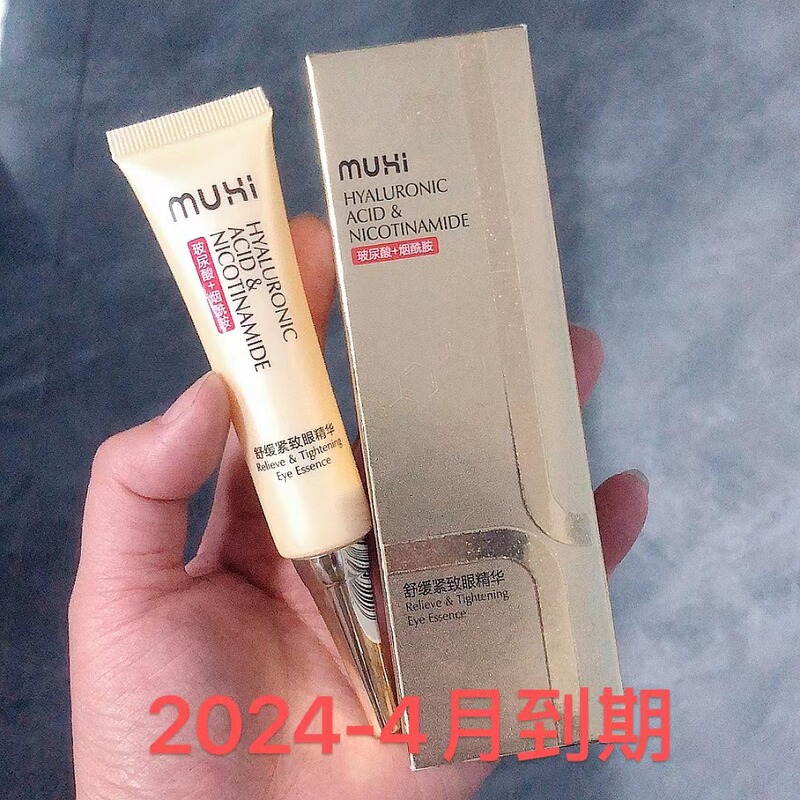 muхi
HYALURONIC
ACID &
NICOTINAMIDE
玻尿酸+烟酰胺
舒缓紧致眼精华
Relieve & Tightening
Eye Essence
muхi
HYALURONIC
ACID &
NICOTINAMIDE
玻尿酸+烟酰胺
舒缓紧致眼精华
Relieve & Tightening
Eye Essence
2024-4月到期